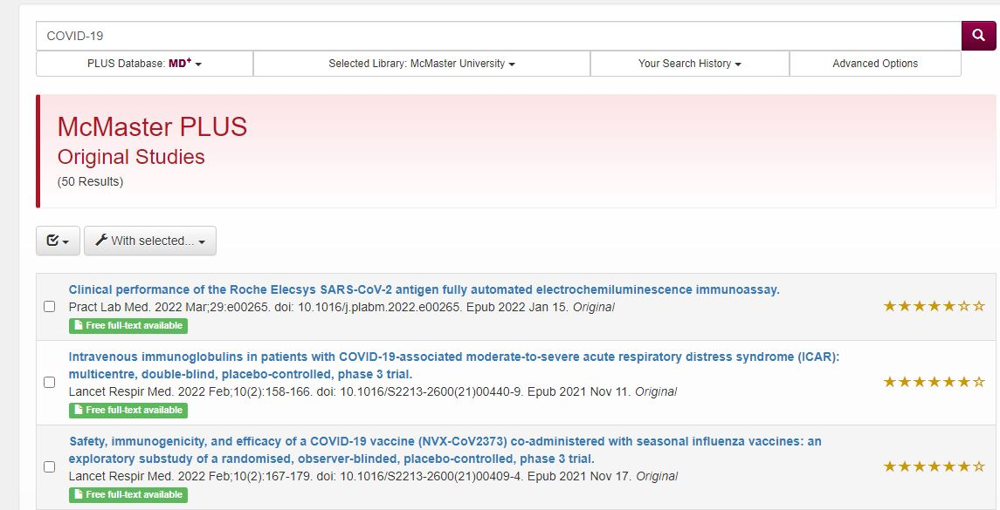 COVID-19
PLUS Database: MD+
Selected Library: McMaster University
Your Search History
Advanced Options
McMaster PLUS
Original Studies
(50 Results)
With selected...
Clinical performance of the Roche Elecsys SARS-CoV-2 antigen fully automated electrochemiluminescence immunoassay.
Pract Lab Med. 2022 Mar;29:e00265. doi: 10.1016/j.plabm.2022.e00265. Epub 2022 Jan 15. Original
Free full-text available
Intravenous immunoglobulins in patients with COVID-19-associated moderate-to-severe acute respiratory distress syndrome (ICAR):
multicentre, double-blind, placebo-controlled, phase 3 trial.
Lancet Respir Med. 2022 Feb;10(2):158-166. doi: 10.1016/S2213-2600(21)00440-9. Epub 2021 Nov 11. Original
Free full-text available
Safety, immunogenicity, and efficacy of a COVID-19 vaccine (NVX-CoV2373) co-administered with seasonal influenza vaccines: an
exploratory substudy of a randomised, observer-blinded, placebo-controlled, phase 3 trial.
Lancet Respir Med. 2022 Feb;10(2):167-179. doi: 10.1016/S2213-2600(21)00409-4. Epub 2021 Nov 17. Original
Free full-text available